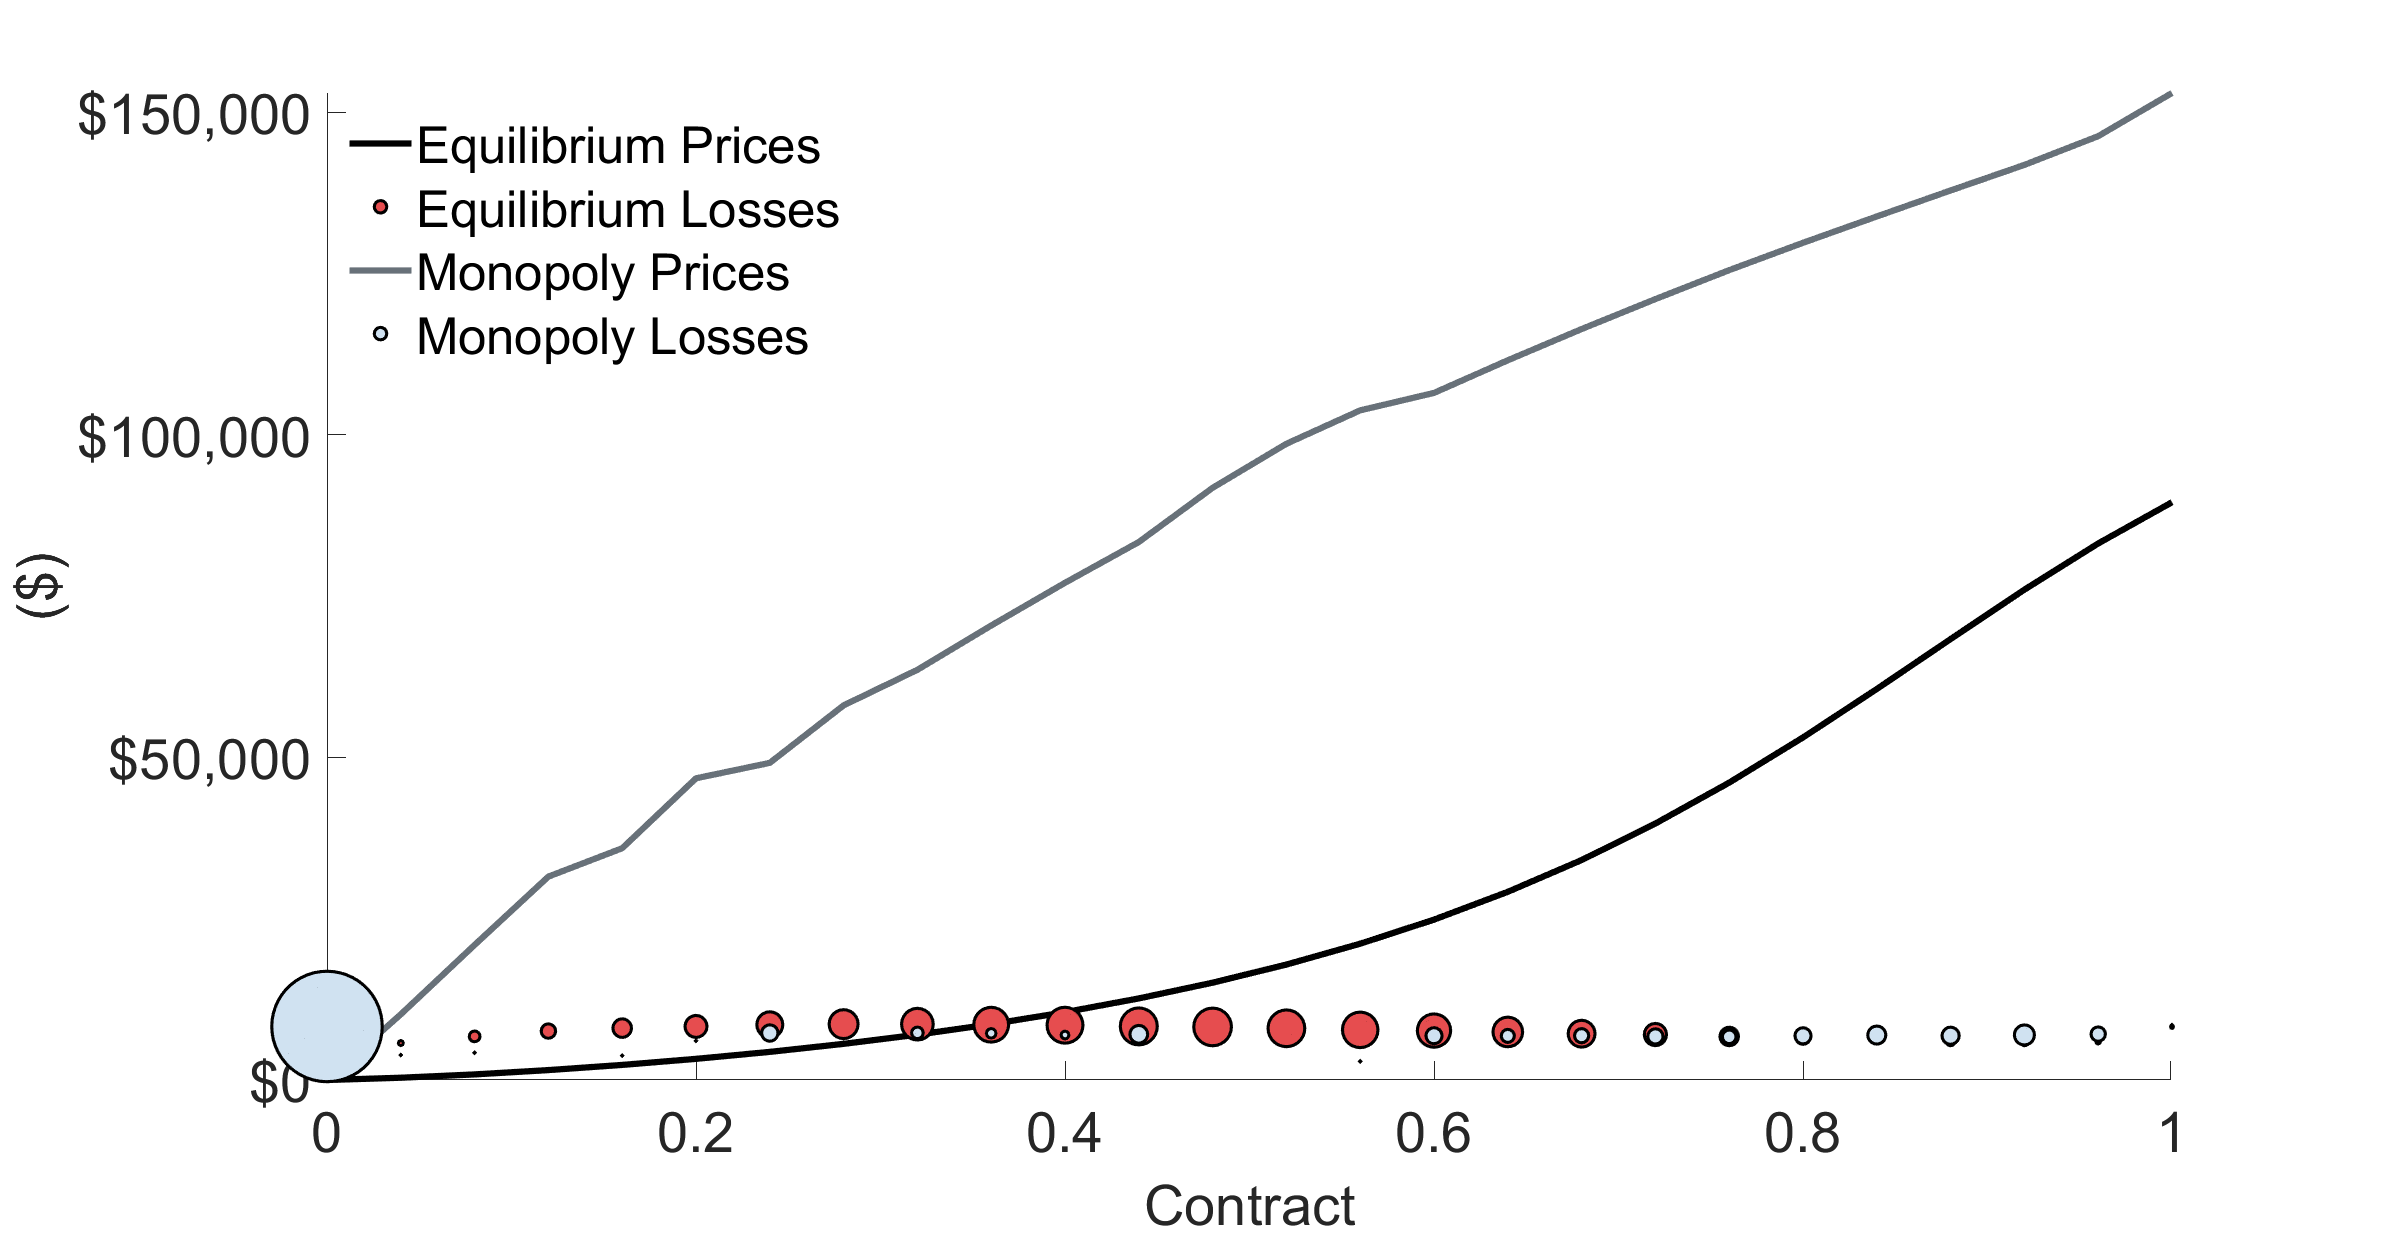 $150,000
$100,000
$50,000
$0
($)
Equilibrium Prices
Equilibrium Losses
Monopoly Prices
Monopoly Losses
0 0.2 0.4 0.6 0.8 1
Contract